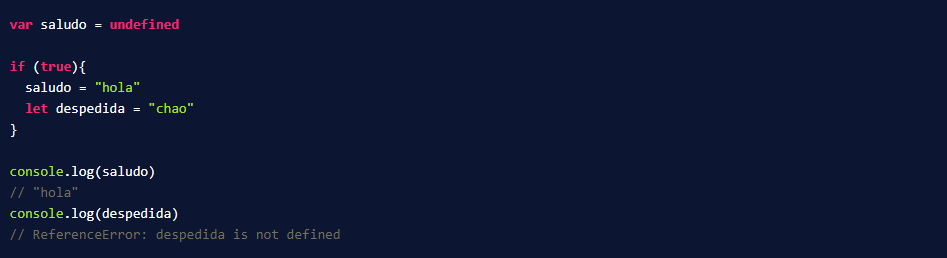 var saludo = undefined
if (true){
saludo = "hola"
let despedida = "chao"
}
console.log(saludo)
// "hola"
console.log(despedida)
// ReferenceError: despedida is not defined